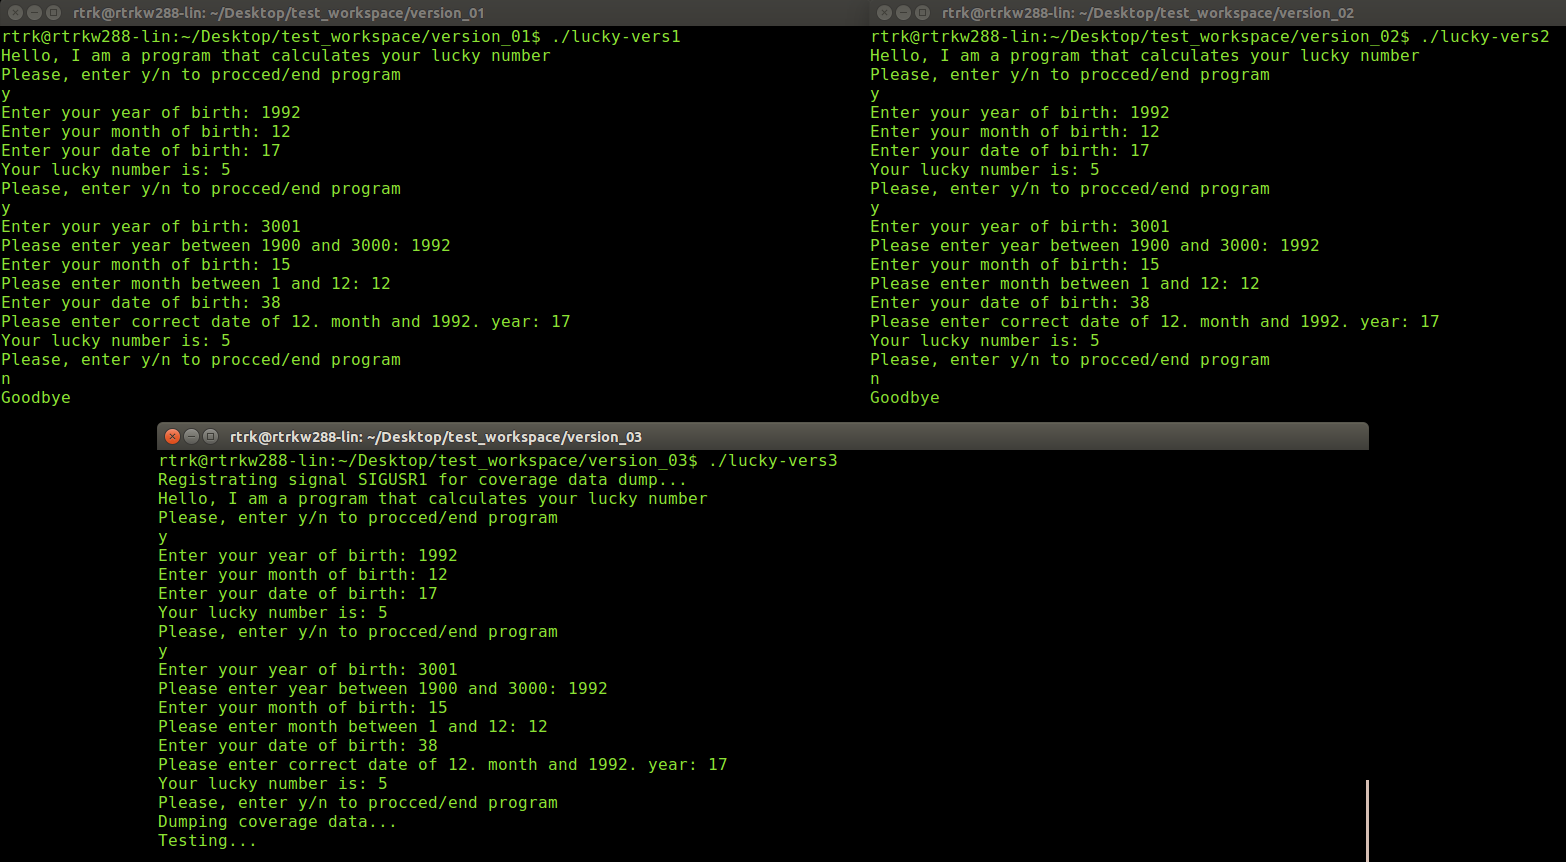 rtrk@rtrkw288-lin: ~/Desktop/test_workspace/version_01
rtrk@rtrkw288-lin:~/Desktop/test_workspace/version_01$ ./lucky-vers1
Hello, I am a program that calculates your lucky number
Please, enter y/n to procced/end program
y
Enter your year of birth: 1992
Enter your month of birth: 12
Enter your date of birth: 17
Your lucky number is: 5
Please, enter y/n to procced/end program
y
Enter your year of birth: 3001
Please enter year between 1900 and 3000: 1992
Enter your month of birth: 15
Please enter month between 1 and 12: 12
Enter your date of birth: 38
Please enter correct date of 12. month and 1992. year: 17
Your lucky number is: 5
Please, enter y/n to procced/end program
n
Goodbye
rtrk@rtrkw288-lin: ~/Desktop/test_workspace/version_02
rtrk@rtrkw288-lin:~/Desktop/test_workspace/version_02$ ./lucky-vers2
Hello, I am a program that calculates your lucky number
Please, enter y/n to procced/end program
y
Enter your year of birth: 1992
Enter your month of birth: 12
Enter your date of birth: 17
Your lucky number is: 5
Please, enter y/n to procced/end program
y
Enter your year of birth: 3001
Please enter year between 1900 and 3000: 1992
Enter your month of birth: 15
Please enter month between 1 and 12: 12
Enter your date of birth: 38
Please enter correct date of 12. month and 1992. year: 17
Your lucky number is: 5
Please, enter y/n to procced/end program
n
Goodbye
rtrk@rtrkw288-lin: ~/Desktop/test_workspace/version_03
rtrk@rtrkw288-lin:~/Desktop/test_workspace/version_03$ ./lucky-vers3
Registrating signal SIGUSR1 for coverage data dump...
Hello, I am a program that calculates your lucky number
Please, enter y/n to procced/end program
y
Enter your year of birth: 1992
Enter your month of birth: 12
Enter your date of birth: 17
Your lucky number is: 5
Please, enter y/n to procced/end program
y
Enter your year of birth: 3001
Please enter year between 1900 and 3000: 1992
Enter your month of birth: 15
Please enter month between 1 and 12: 12
Enter your date of birth: 38
Please enter correct date of 12. month and 1992. year: 17
Your lucky number is: 5
Please, enter y/n to procced/end program
Dumping coverage data...
Testing...